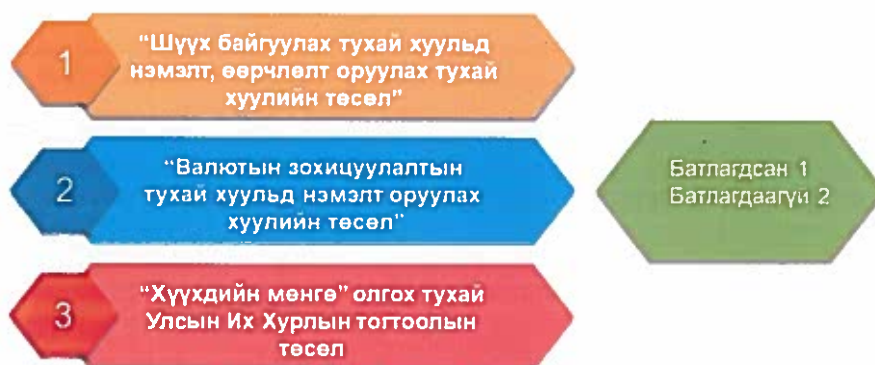 1
“Шүүх байгуулах тухай хуульд
нэмэлт, өөрчлөлт оруулах тухай
хуулийн төсөл”
2
“Валютын зохицуулалтын
тухай хуульд нэмэлт оруулах
хуулийн төсөл”
3
“Хүүхдийн мөнгө” олгох тухай
Улсын Их Хурлын тогтоолын
төсөл
Батлагдсан 1
Батлагдаагүй 2